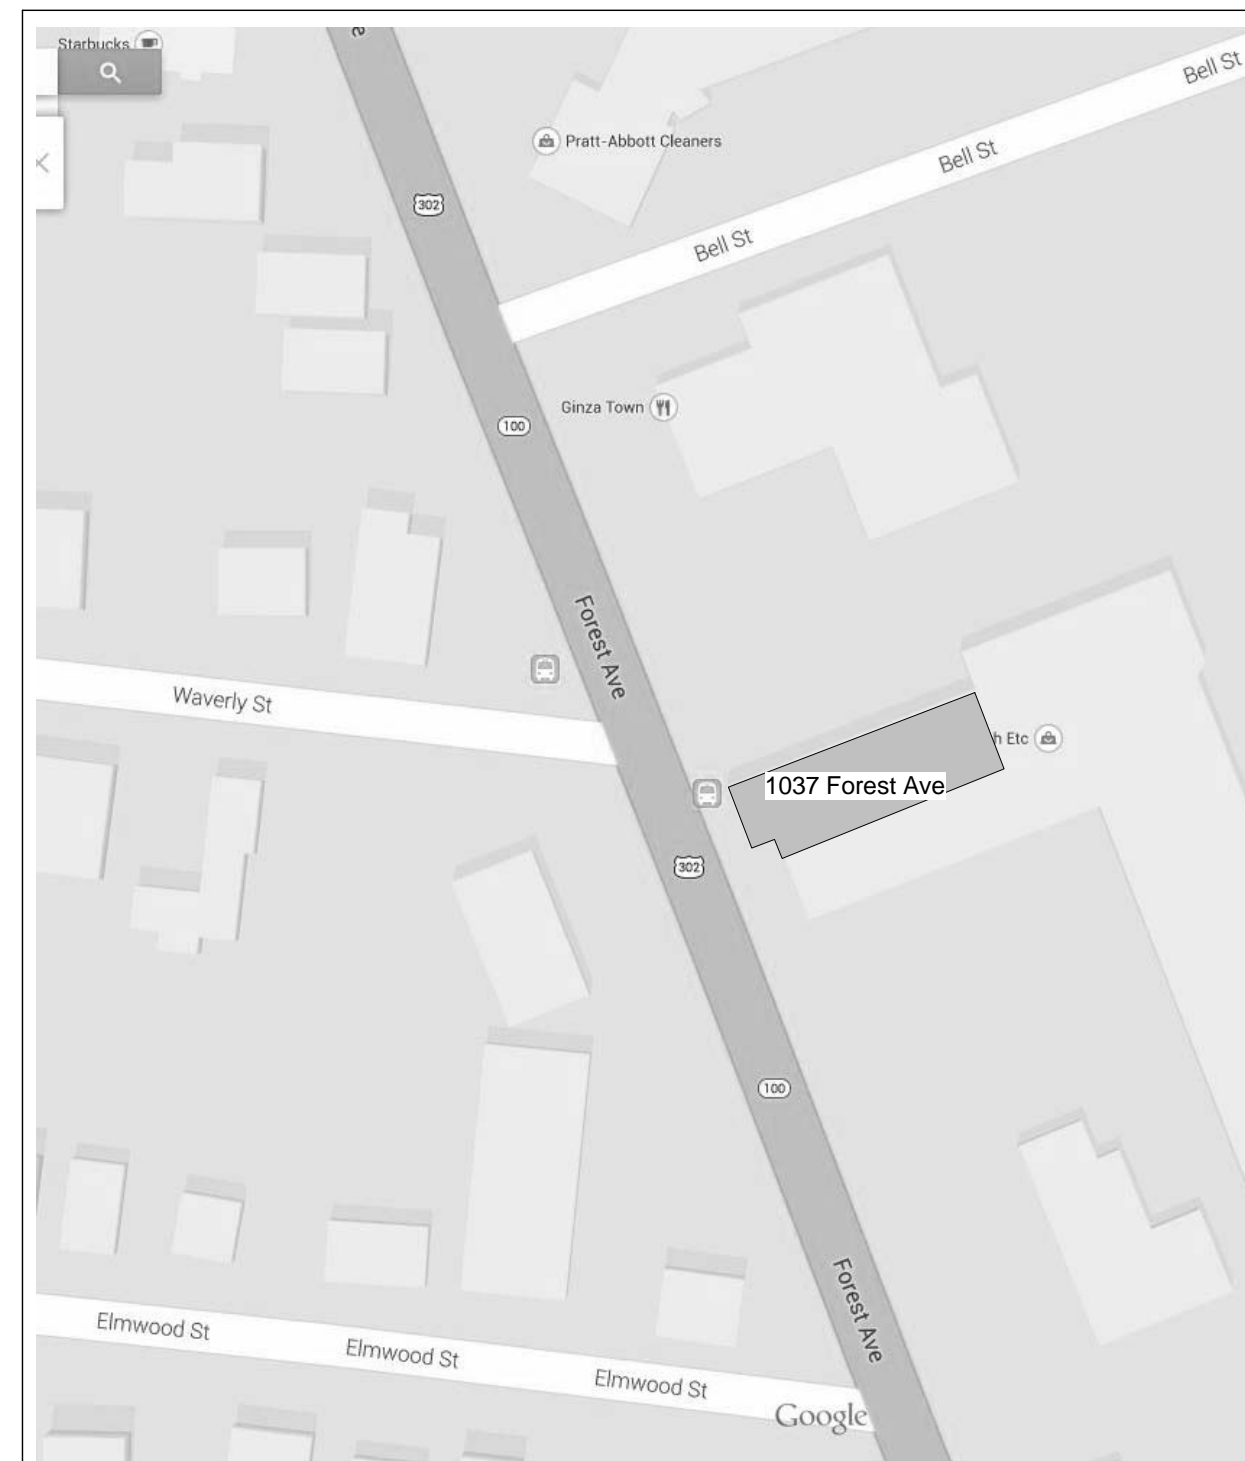 Starbucks
Bell St
Pratt-Abbott Cleaners
Bell St
302
Bell St
Ginza Town
100
Forest Ave
Waverly St
h Etc
1037 Forest Ave
302
100
Forest Ave
Elmwood St
Elmwood St
Elmwood St
Google